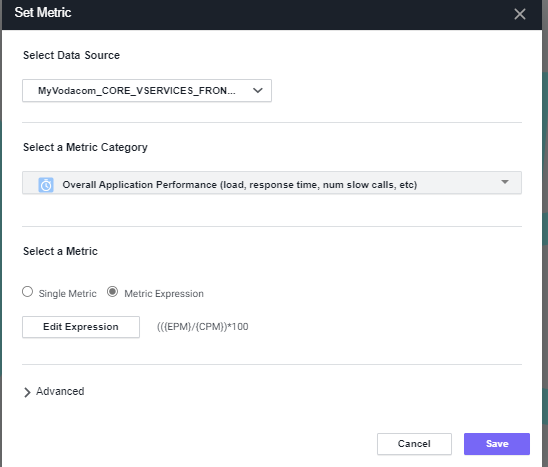 Set Metric
Select Data Source
MyVodacom_CORE_VSERVICES_FRON...
Select a Metric Category
Overall Application Performance (load, response time, num slow calls, etc)
Select a Metric
Single Metric Metric Expression
Edit Expression (({EPM}/{CPM})*100
Advanced
Cancel Save